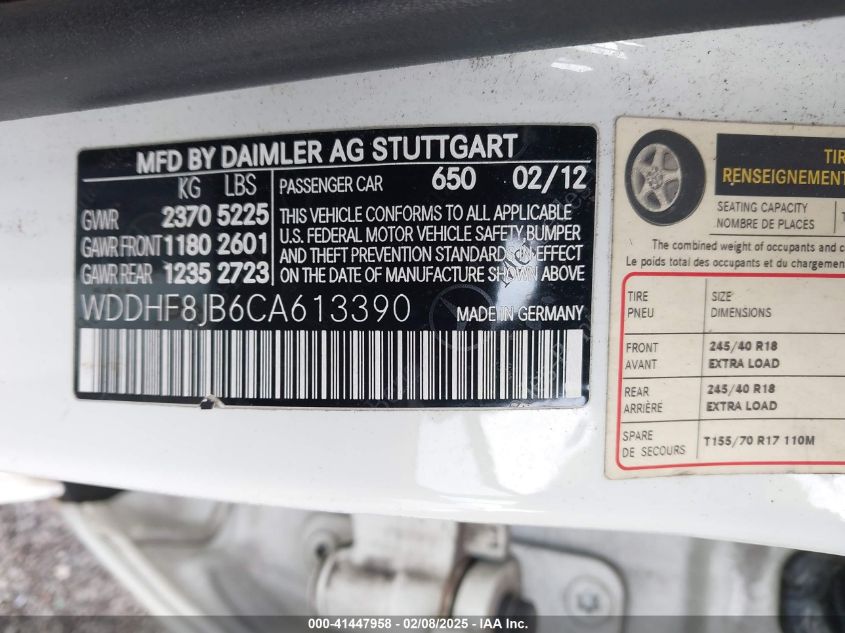 MFD BY DAIMLER AG STUTTGART
KG LBS
GVWR 2370 5225
GAWR FRONT 1180 2601
GAWR REAR 1235 2723
PASSENGER CAR 650 02/12
THIS VEHICLE CONFORMS TO ALL APPLICABLE
U.S. FEDERAL MOTOR VEHICLE SAFETY, BUMPER
AND THEFT PREVENTION STANDARDS IN EFFECT
ON THE DATE OF MANUFACTURE SHOWN ABOVE
WDDHF8JB6CA613390 MADE IN GERMANY
TIR
RENSEIGNEMENT
SEATING CAPACITY
NOMBRE DE PLACES
The combined weight of occupants and c
Le poids total des occupants et du char
TIRE SIZE
PNEU DIMENSIONS
FRONT 245/40 R18
AVANT EXTRA LOAD
REAR 245/40 R18
ARRIÈRE EXTRA LOAD
SPARE T155/70 R17 110M
DE SECOURS
000-41447958 - 02/08/2025 - IAA Inc.